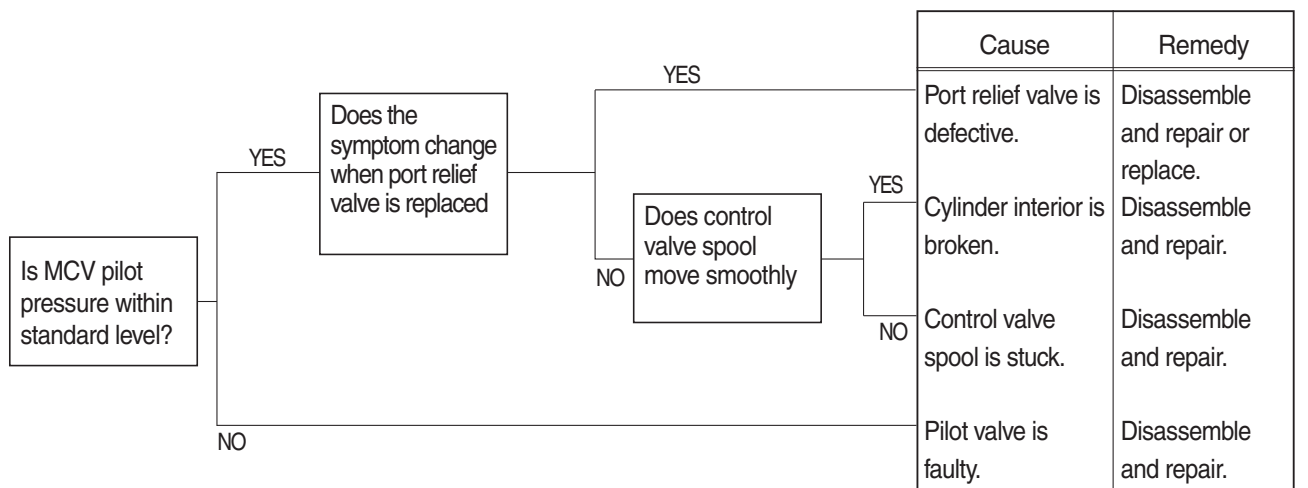 Cause
Remedy
YES
Port relief valve is
defective.
Disassemble
and repair or
replace.
Does the
symptom change
when port relief
valve is replaced
YES
YES
Does control
valve spool
move smoothly
Cylinder interior is
broken.
Disassemble
and repair.
Is MCV pilot
pressure within
standard level?
NO
NO
Control valve
spool is stuck.
Disassemble
and repair.
NO
Pilot valve is
faulty.
Disassemble
and repair.